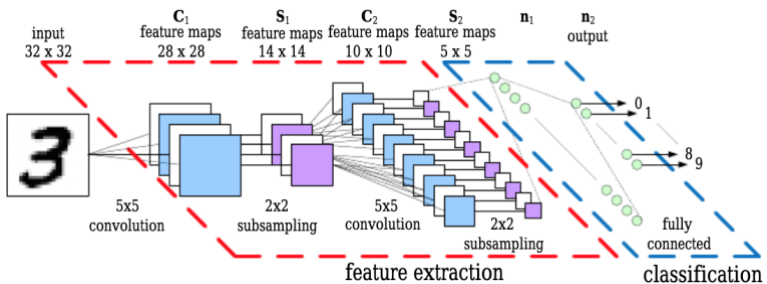 input
32 x 32
C1
feature maps
28 x 28
S1
feature maps
14 x 14
C2
feature maps
10 x 10
S2
feature maps
5 x 5
n1
n2
output
3
0
1
8
9
5x5
convolution
2x2
subsampling
5x5
convolution
2x2
subsampling
fully
connected
feature extraction
classification